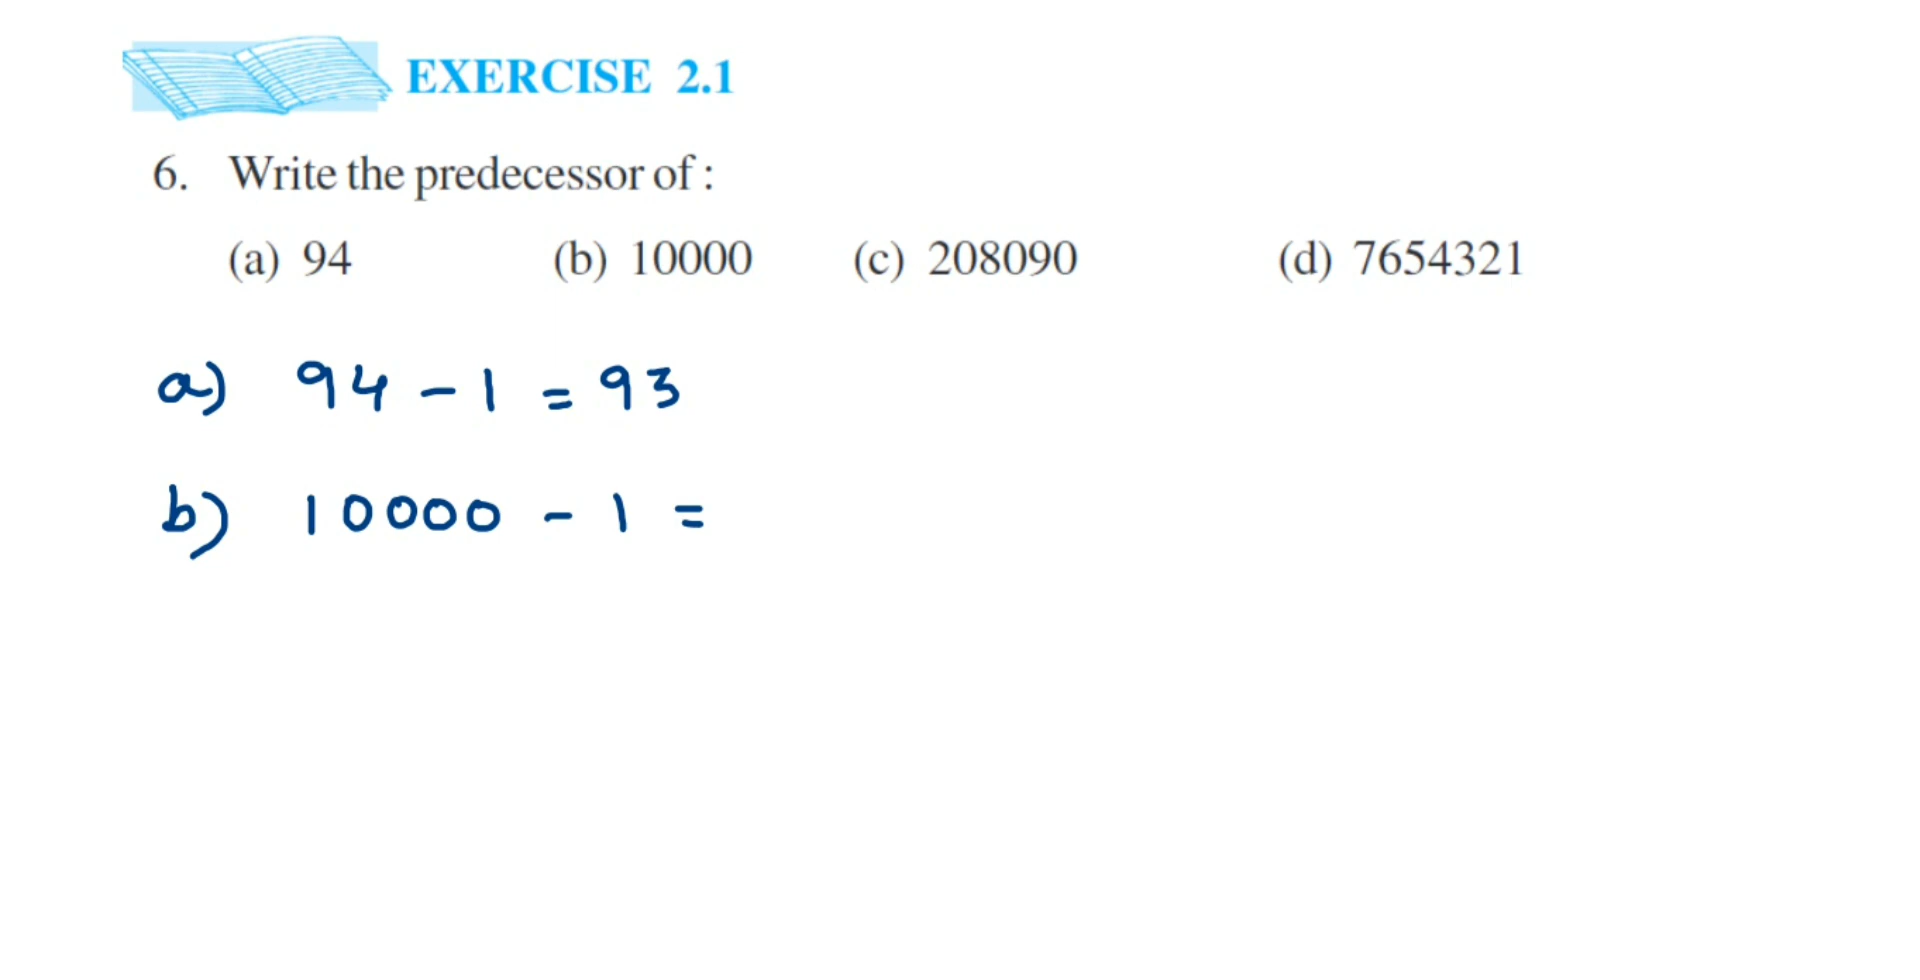 EXERCISE 2.1
6. Write the predecessor of :
(a) 94 (b) 10000 (c) 208090 (d) 7654321
a) 94 - 1 = 93
b) 10000 - 1 =